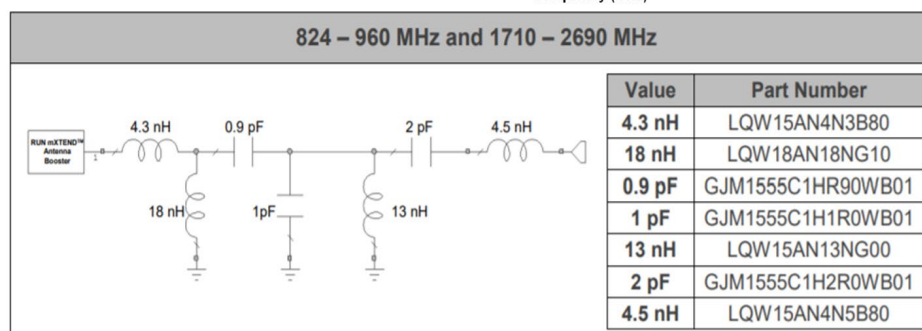 824 – 960 MHz and 1710 – 2690 MHz
4.3 nH
0.9 pF
2 pF
4.5 nH
RUN mXTEND™
Antenna
Booster
1
18 nH
1pF
13 nH
Value Part Number
4.3 nH LQW15AN4N3B80
18 nH LQW18AN18NG10
0.9 pF GJM1555C1HR90WB01
1 pF GJM1555C1H1R0WB01
13 nH LQW15AN13NG00
2 pF GJM1555C1H2R0WB01
4.5 nH LQW15AN4N5B80